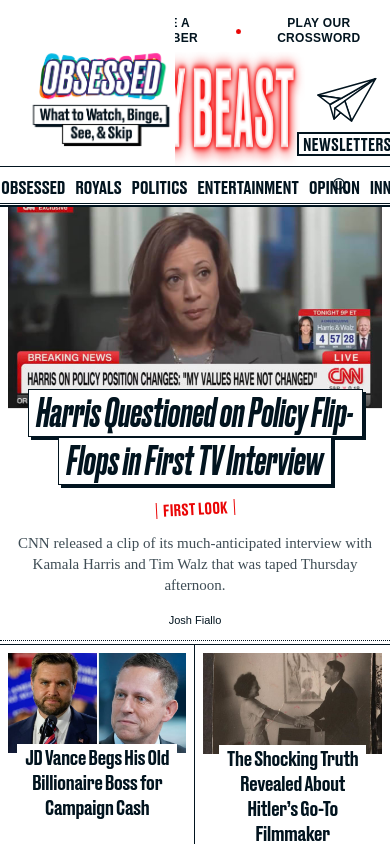 E A
BER
PLAY OUR
CROSSWORD
OBSESSED
What to Watch, Binge,
See, & Skip
Y BEAST
NEWSLETTERS
OBSESSED ROYALS POLITICS ENTERTAINMENT OPINION INN
CNN Exclusive
TONIGHT 9P ET
Harris & Walz
4 57 28
BREAKING NEWS
LIVE
HARRIS ON POLICY POSITION CHANGES: "MY VALUES HAVE NOT CHANGED"
CNN
Harris Questioned on Policy Flip-
Flops in First TV Interview
FIRST LOOK
CNN released a clip of its much-anticipated interview with
Kamala Harris and Tim Walz that was taped Thursday
afternoon.
Josh Fiallo
JD Vance Begs His Old
Billionaire Boss for
Campaign Cash
The Shocking Truth
Revealed About
Hitler's Go-To
Filmmaker